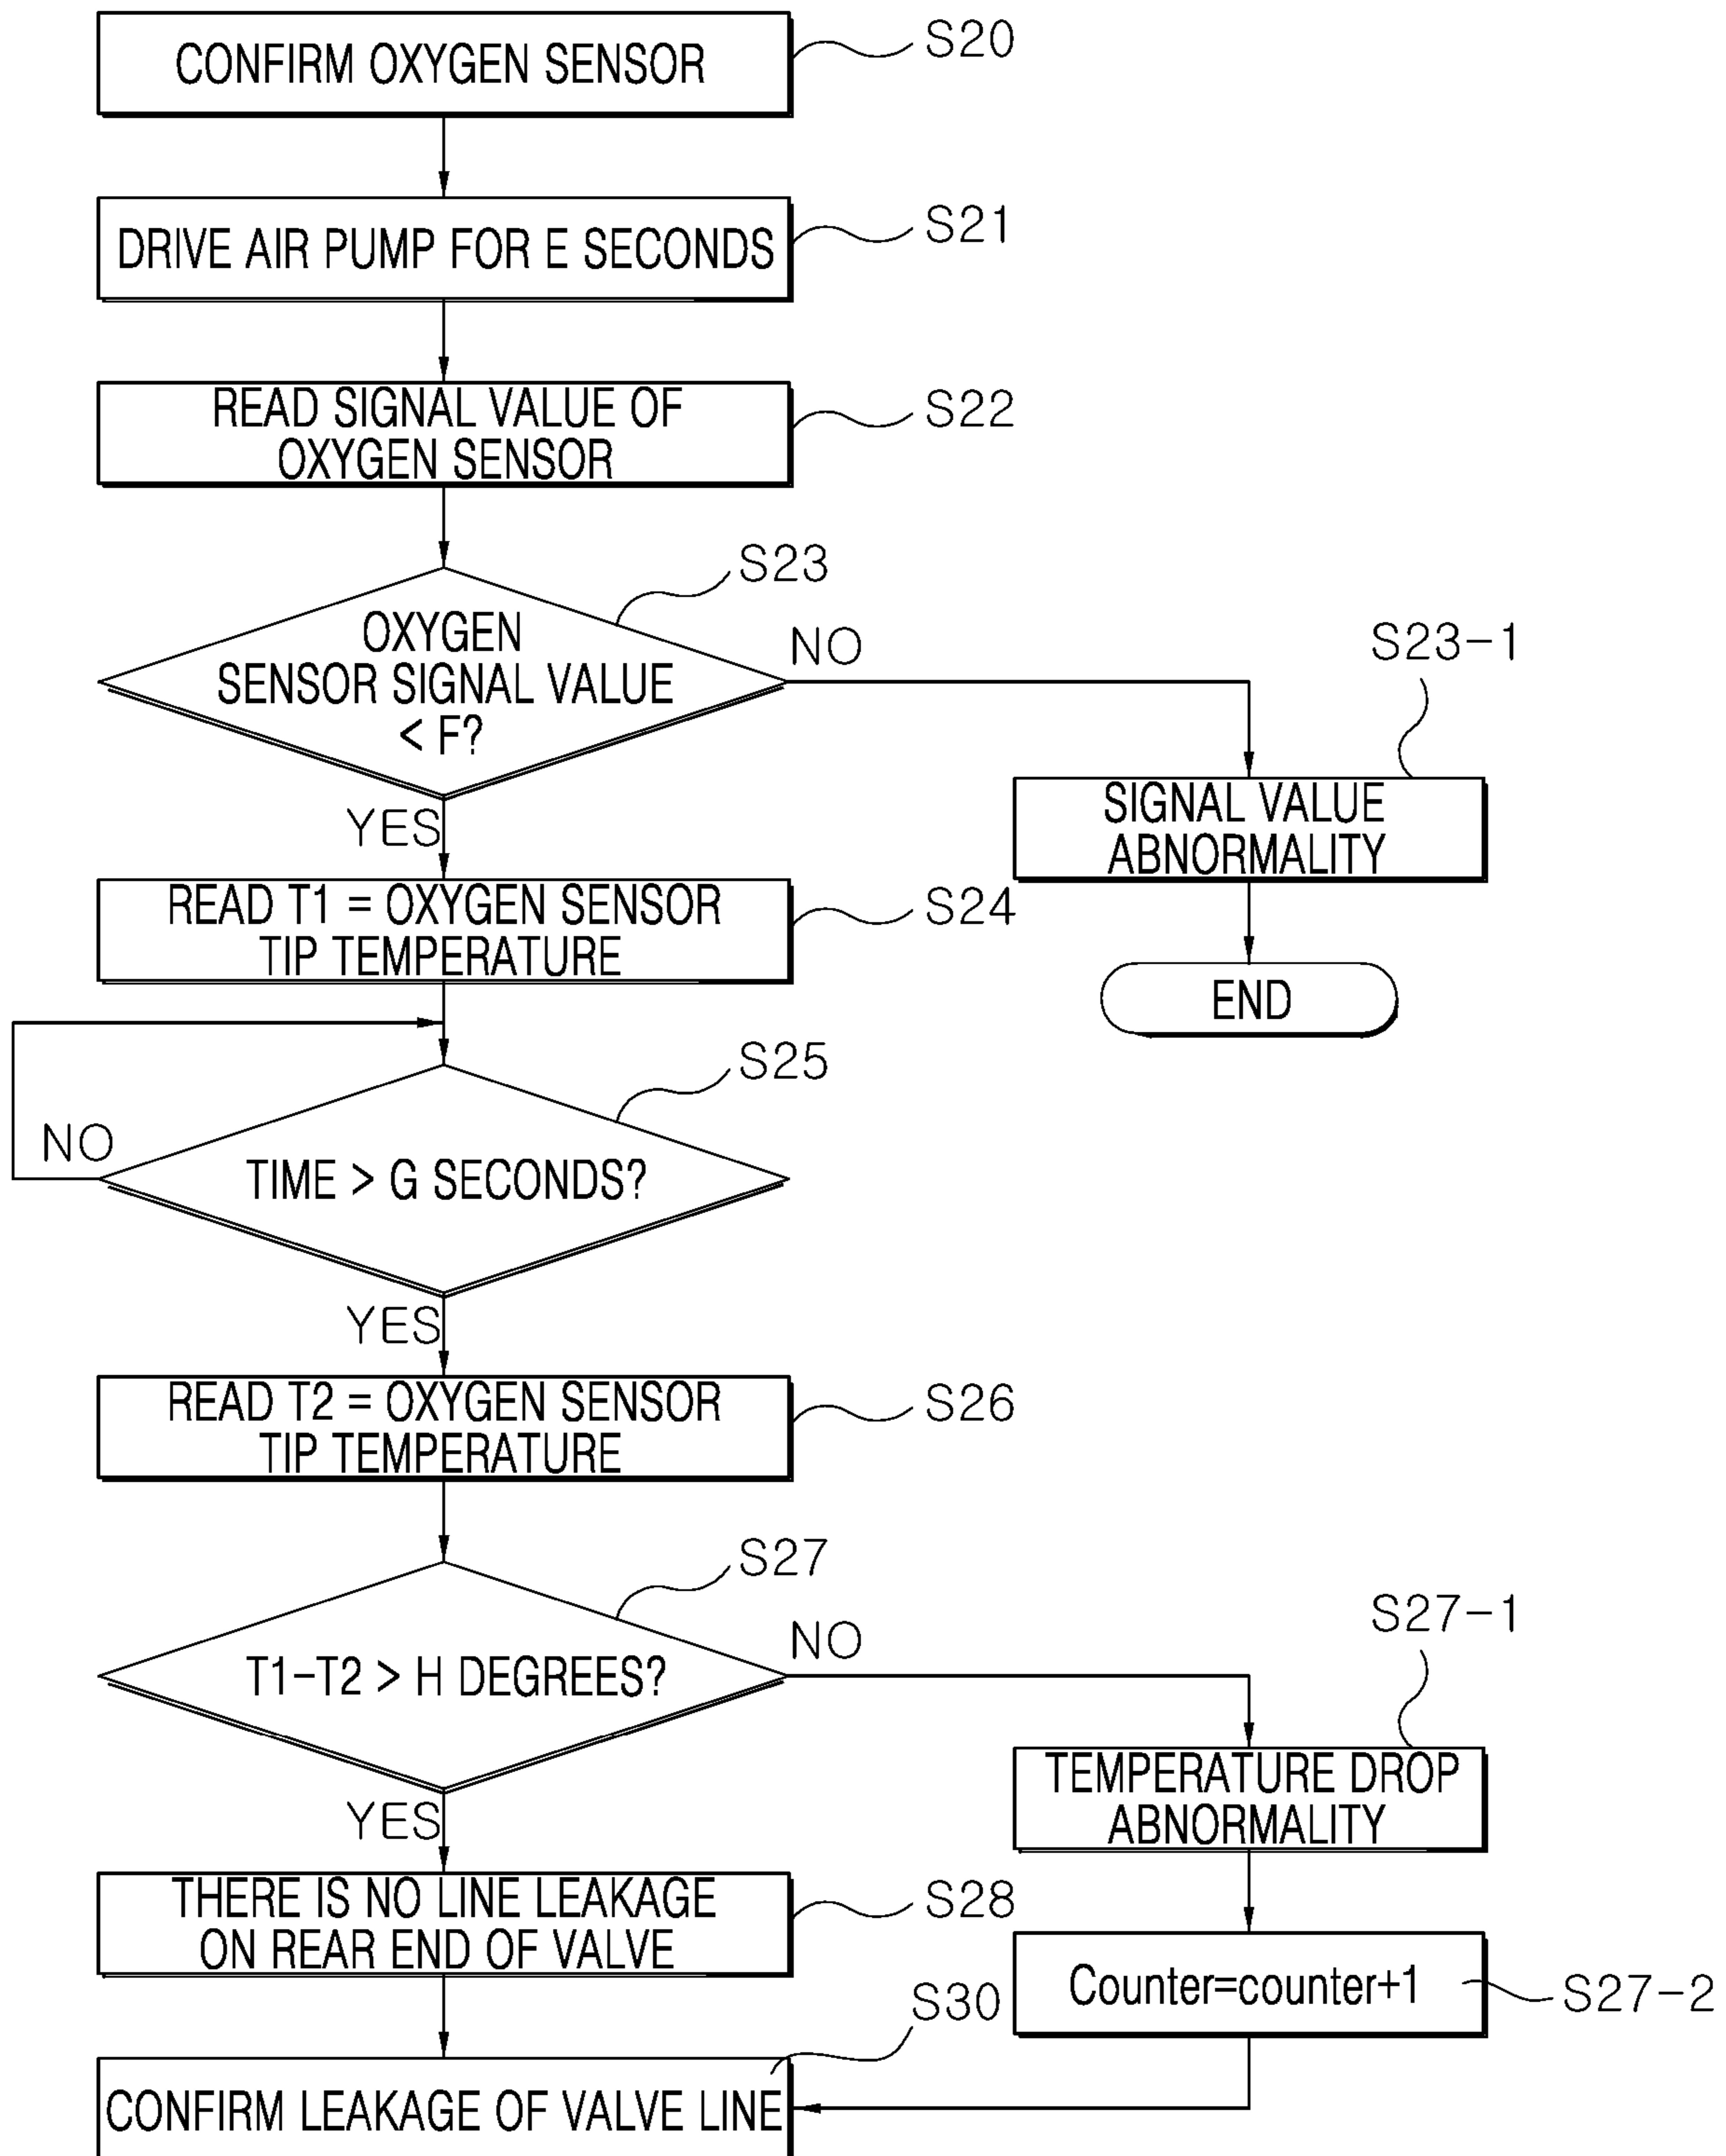 CONFIRM OXYGEN SENSOR
S20
DRIVE AIR PUMP FOR E SECONDS
S21
READ SIGNAL VALUE OF
OXYGEN SENSOR
S22
S23
OXYGEN
SENSOR SIGNAL VALUE
< F?
NO
YES
S23-1
SIGNAL VALUE
ABNORMALITY
END
READ T1 = OXYGEN SENSOR
TIP TEMPERATURE
S24
S25
TIME > G SECONDS?
NO
YES
READ T2 = OXYGEN SENSOR
TIP TEMPERATURE
S26
S27
T1-T2 > H DEGREES?
NO
YES
S27-1
TEMPERATURE DROP
ABNORMALITY
Counter=counter+1
S27-2
THERE IS NO LINE LEAKAGE
ON REAR END OF VALVE
S28
S30
CONFIRM LEAKAGE OF VALVE LINE